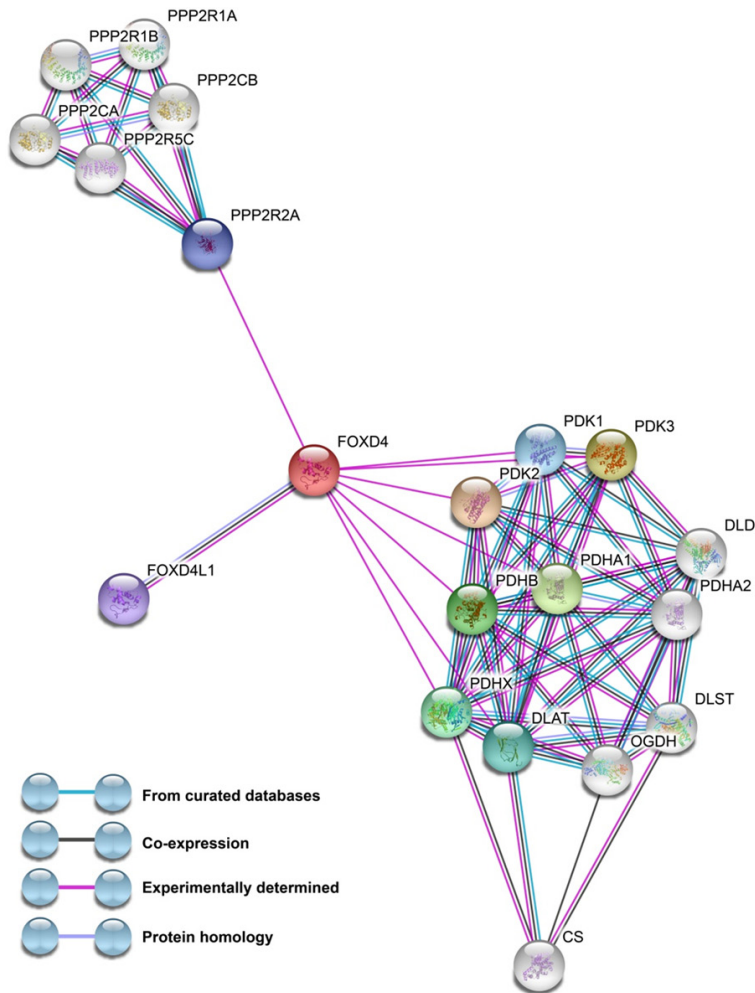 PPP2R1A
PPP2R1B
PPP2CB
PPP2CA
PPP2R5C
PPP2R2A
PDK1
PDK3
FOXD4
PDK2
DLD
FOXD4L1
PDHB
PDHA1
PDHA2
PDHX
DLST
DLAT
OGDH
From curated databases
Co-expression
Experimentally determined
Protein homology
CS